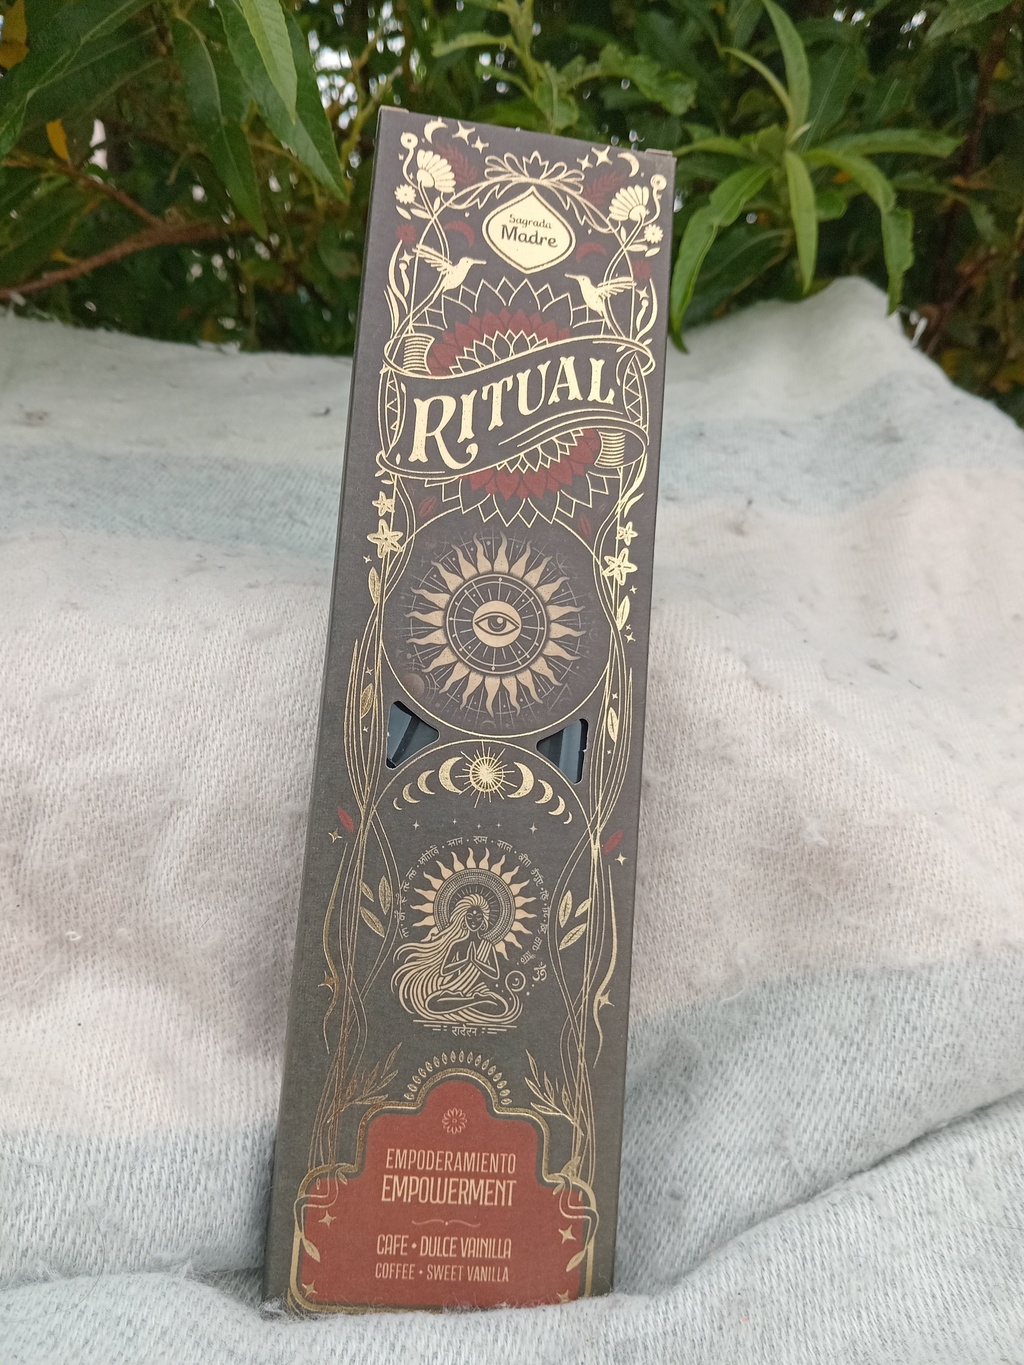 Sagrada
Madre
RITUAL
EMPODERAMIENTO
EMPOWERMENT
CAFE • DULCE VAINILLA
COFFEE • SWEET VANILLA